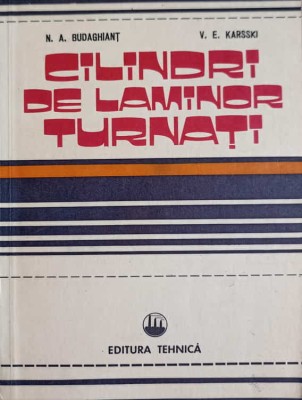 N. A. BUDAGHIANȚ V. E. KARSSKI
CILINDRI
DE LAMINOR
TURNAȚI
EDITURA TEHNICĂ